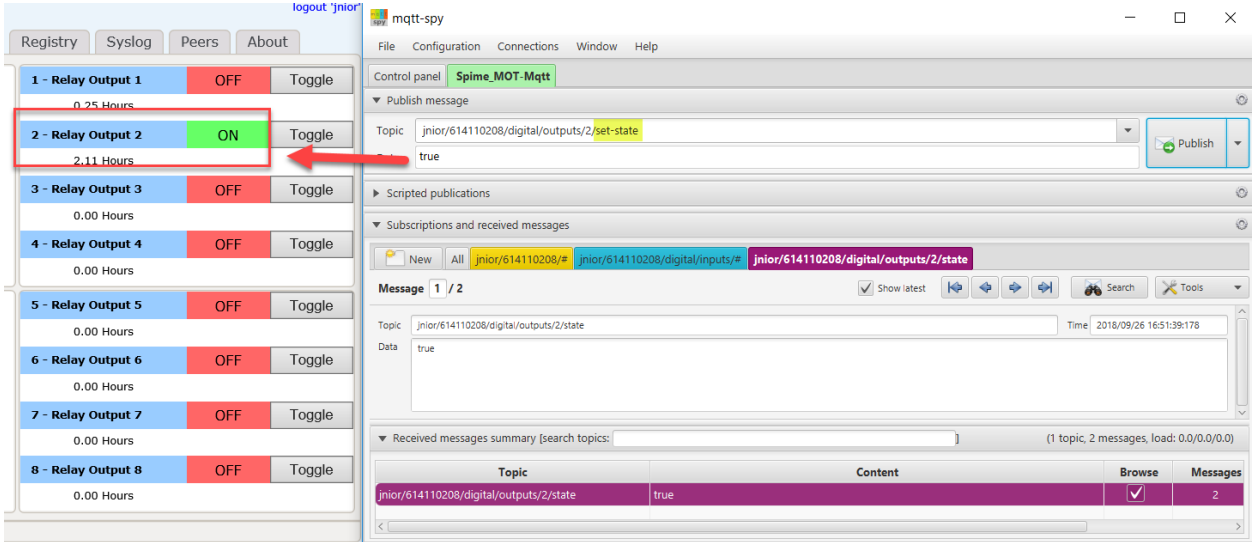 logout 'jnior'
Registry Syslog Peers About
1 - Relay Output 1 OFF Toggle
0.25 Hours
2 - Relay Output 2 ON Toggle
2.11 Hours
3 - Relay Output 3 OFF Toggle
0.00 Hours
4 - Relay Output 4 OFF Toggle
0.00 Hours
5 - Relay Output 5 OFF Toggle
0.00 Hours
6 - Relay Output 6 OFF Toggle
0.00 Hours
7 - Relay Output 7 OFF Toggle
0.00 Hours
8 - Relay Output 8 OFF Toggle
0.00 Hours
mqtt-spy
File Configuration Connections Window Help
Control panel Spime_MOT-Mqtt
Publish message
Topic jnior/614110208/digital/outputs/2/set-state Publish
true
Scripted publications
Subscriptions and received messages
New All jnior/614110208/# jnior/614110208/digital/inputs/# jnior/614110208/digital/outputs/2/state
Message 1 / 2 Show latest Search Tools
Topic jnior/614110208/digital/outputs/2/state Time 2018/09/26 16:51:39:178
Data true
Received messages summary [search topics: ] (1 topic, 2 messages, load: 0.0/0.0/0.0)
Topic Content Browse Messages
jnior/614110208/digital/outputs/2/state true 2